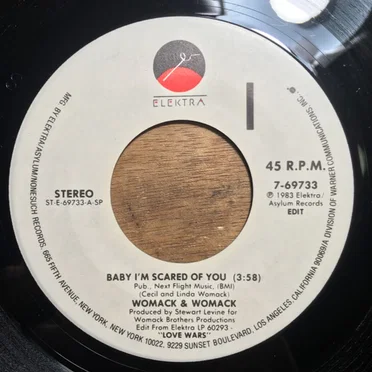 ELEKTRA
45 R.P.M.
7-69733
Ⓟ 1983 Elektra/
Asylum Records
EDIT
STEREO
ST-E-69733-A-SP
BABY I'M SCARED OF YOU (3:58)
Pub., Next Flight Music, (BMI)
(Cecil and Linda Womack)
WOMACK & WOMACK
Produced by Stewart Levine for
Womack Brothers Productions
Edit From Elektra LP 60293
"LOVE WARS"
MFG. BY ELEKTRA/ASYLUM/NONESUCH RECORDS, 665 FIFTH AVENUE, NEW YORK, NEW YORK 10022. 9229 SUNSET BOULEVARD, LOS ANGELES, CALIFORNIA 90069/A DIVISION OF WARNER COMMUNICATIONS INC.